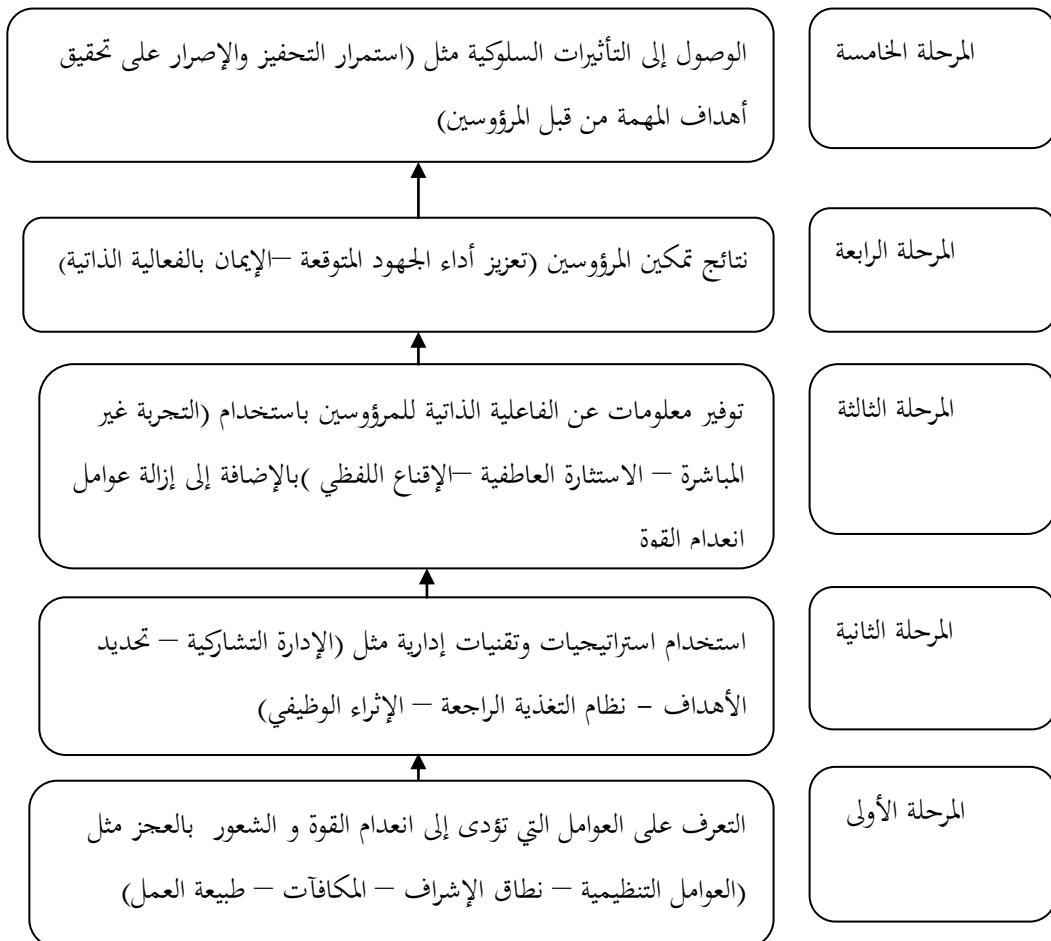 المرحلة الخامسة
الوصول إلى التأثيرات السلوكية مثل (استمرار التحفيز والإصرار على تحقيق
أهداف المهمة من قبل المرؤوسين)
المرحلة الرابعة
نتائج تمكين المرؤوسين (تعزيز أداء الجهود المتوقعة –الإيمان بالفعالية الذاتية)
المرحلة الثالثة
توفير معلومات عن الفاعلية الذاتية للمرؤوسين باستخدام (التجربة غير
المباشرة – الاستثارة العاطفية –الإقناع اللفظي )بالإضافة إلى إزالة عوامل
انعدام القوة
المرحلة الثانية
استخدام استراتيجيات وتقنيات إدارية مثل (الإدارة التشاركية – تحديد
الأهداف – نظام التغذية الراجعة – الإثراء الوظيفي)
المرحلة الأولى
التعرف على العوامل التي تؤدى إلى انعدام القوة و الشعور بالعجز مثل
(العوامل التنظيمية – نطاق الإشراف – المكافآت – طبيعة العمل)